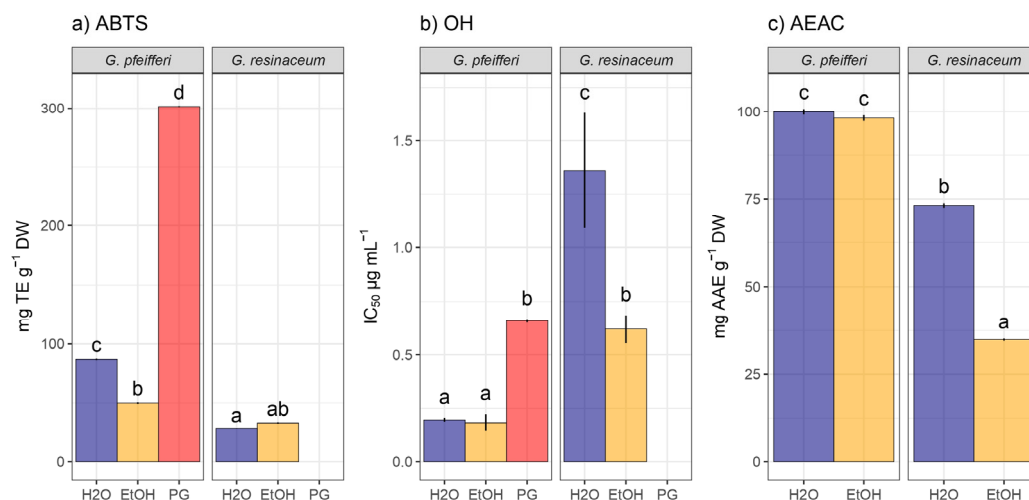 a) ABTS
G. pfeifferi
G. resinaceum
mg TE g⁻¹ DW
300
200
100
0
c
b
d
a
ab
H2O
EtOH
PG
H2O
EtOH
PG
b) OH
G. pfeifferi
G. resinaceum
IC₅₀ µg mL⁻¹
1.5
1.0
0.5
0.0
a
a
b
c
b
H2O
EtOH
PG
H2O
EtOH
PG
c) AEAC
G. pfeifferi
G. resinaceum
mg AAE g⁻¹ DW
100
75
50
25
0
c
c
b
a
H2O
EtOH
H2O
EtOH